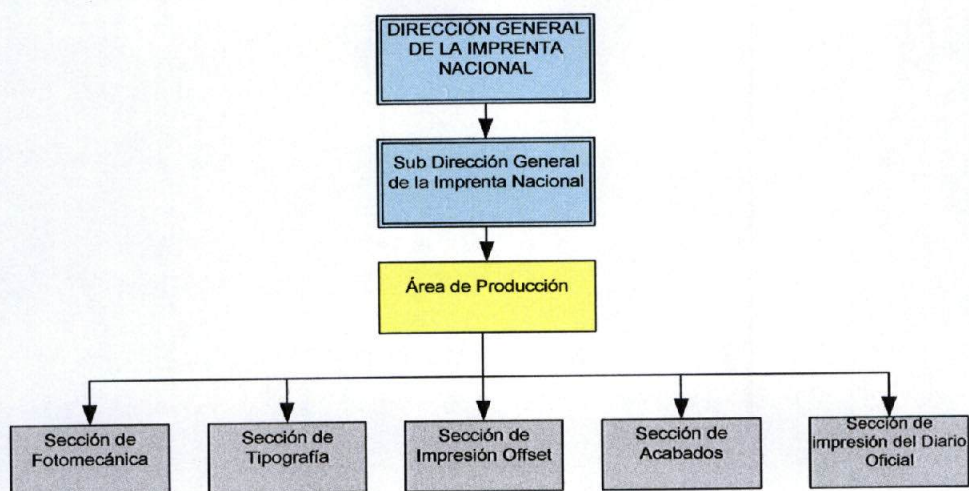 DIRECCIÓN GENERAL
DE LA IMPRENTA
NACIONAL
Sub Dirección General
de la Imprenta Nacional
Área de Producción
Sección de
Fotomecánica
Sección de
Tipografía
Sección de
Impresión Offset
Sección de
Acabados
Sección de
impresión del Diario
Oficial